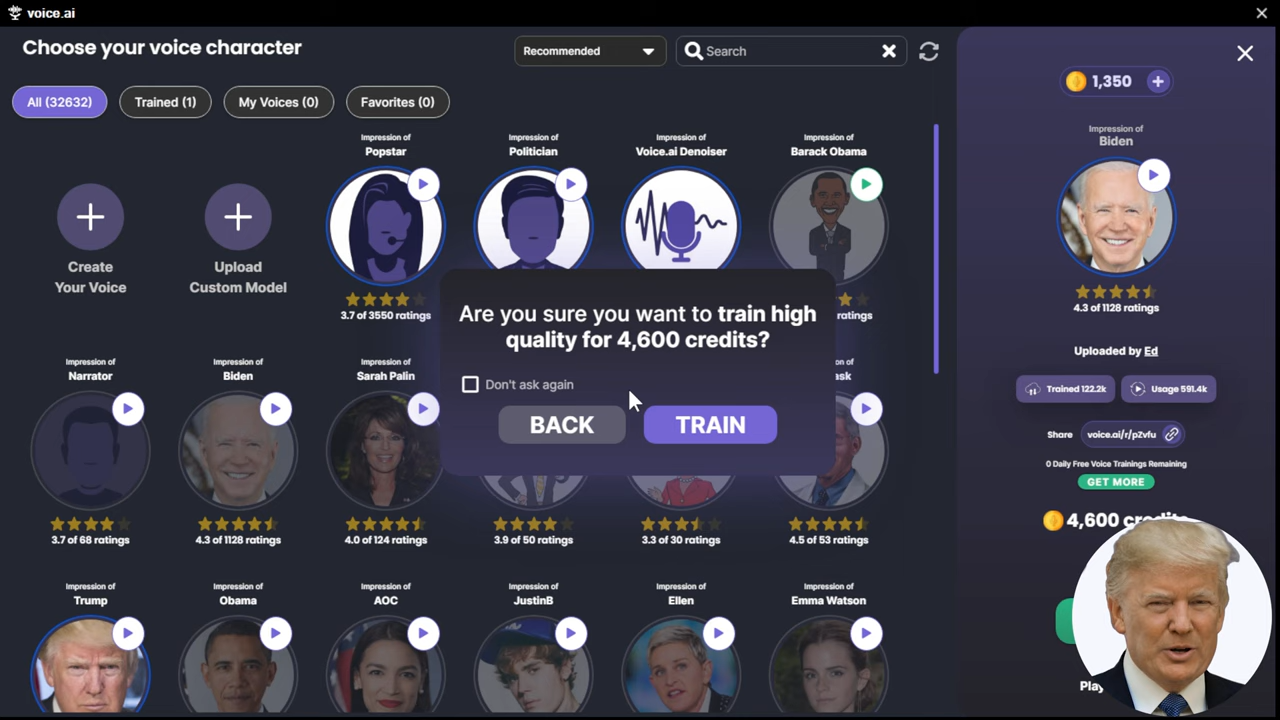 voice.ai
Choose your voice character
Recommended
Search
All (32632)
Trained (1)
My Voices (0)
Favorites (0)
Create
Your Voice
Upload
Custom Model
Impression of
Popstar
3.7 of 3550 ratings
Impression of
Politician
Impression of
Voice.ai Denoiser
Impression of
Barack Obama
ratings
Are you sure you want to train high
quality for 4,600 credits?
Don't ask again
BACK
TRAIN
Impression of
Narrator
3.7 of 68 ratings
Impression of
Biden
4.3 of 1128 ratings
Impression of
Sarah Palin
4.0 of 124 ratings
3.9 of 50 ratings
3.3 of 30 ratings
4.5 of 53 ratings
Impression of
Trump
Impression of
Obama
Impression of
AOC
Impression of
JustinB
Impression of
Ellen
Impression of
Emma Watson
1,350
Impression of
Biden
4.3 of 1128 ratings
Uploaded by Ed
Trained 122.2k
Usage 591.4k
Share
voice.ai/r/pZvfu
0 Daily Free Voice Trainings Remaining
GET MORE
4,600 credits